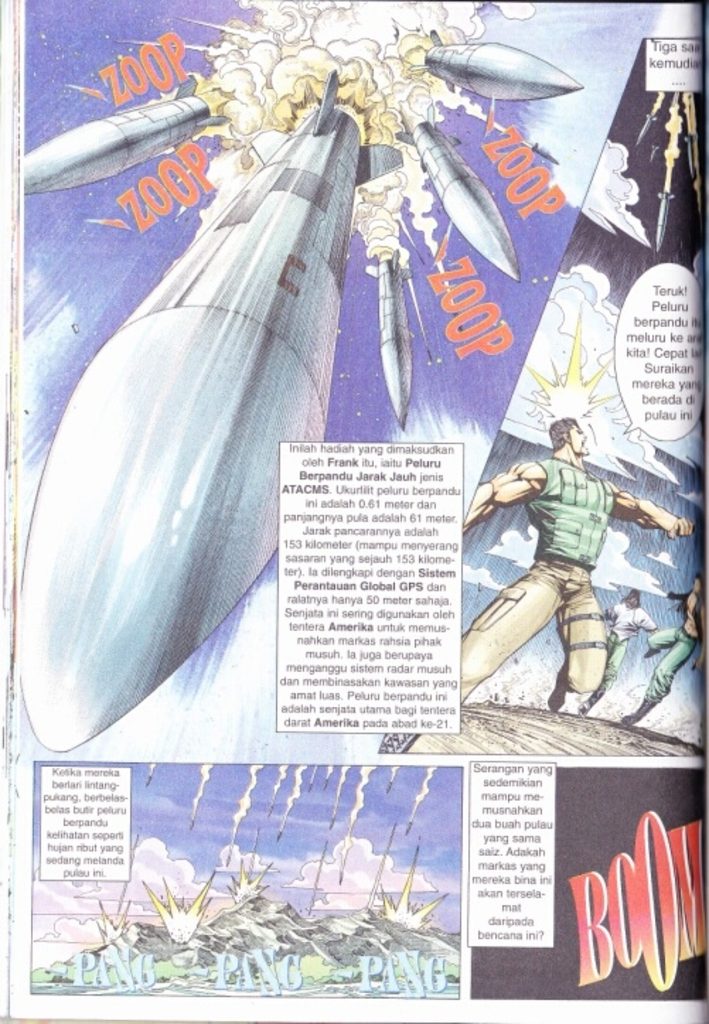 ZOOP
ZOOP
ZOOP
ZOOP
Inilah hadiah yang dimaksudkan
oleh Frank itu, iaitu Peluru
Berpandu Jarak Jauh jenis
ATACMS. Ukurlilit peluru berpandu
ini adalah 0.61 meter dan
panjangnya pula adalah 61 meter.
Jarak pancarannya adalah
153 kilometer (mampu menyerang
sasaran yang sejauh 153 kilome-
ter). Ia dilengkapi dengan Sistem
Perantauan Global GPS dan
ralatnya hanya 50 meter sahaja.
Senjata ini sering digunakan oleh
tentera Amerika untuk memus-
nahkan markas rahsia pihak
musuh. Ia juga berupaya
menganggu sistem radar musuh
dan membinasakan kawasan yang
amat luas. Peluru berpandu ini
adalah senjata utama bagi tentera
darat Amerika pada abad ke-21.
Tiga
kemudian
....
Teruk!
Peluru
berpandu
meluru ke
kita! Cepat
Suraikan
mereka yang
berada di
pulau ini
Ketika mereka
berlari lintang-
pukang, berbelas-
belas butir peluru
berpandu
kelihatan seperti
hujan ribut yang
sedang melanda
pulau ini.
PANG PANG PANG
Serangan yang
sedemikian
mampu me-
musnahkan
dua buah pulau
yang sama
saiz. Adakah
markas yang
mereka bina ini
akan tersela-
mat
daripada
bencana ini?
BOOM